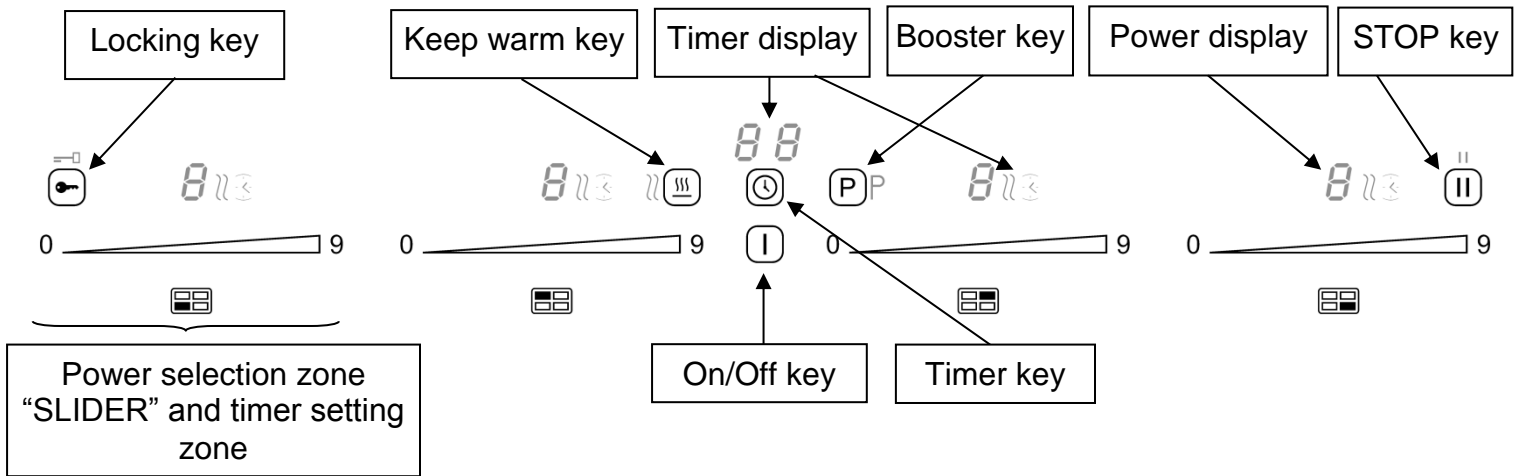 Locking key
Keep warm key
Timer display
Booster key
Power display
STOP key
8 8
8
8
P P
8
8
0 9
0 9
I
0 9
0 9
Power selection zone
“SLIDER” and timer setting
zone
On/Off key
Timer key